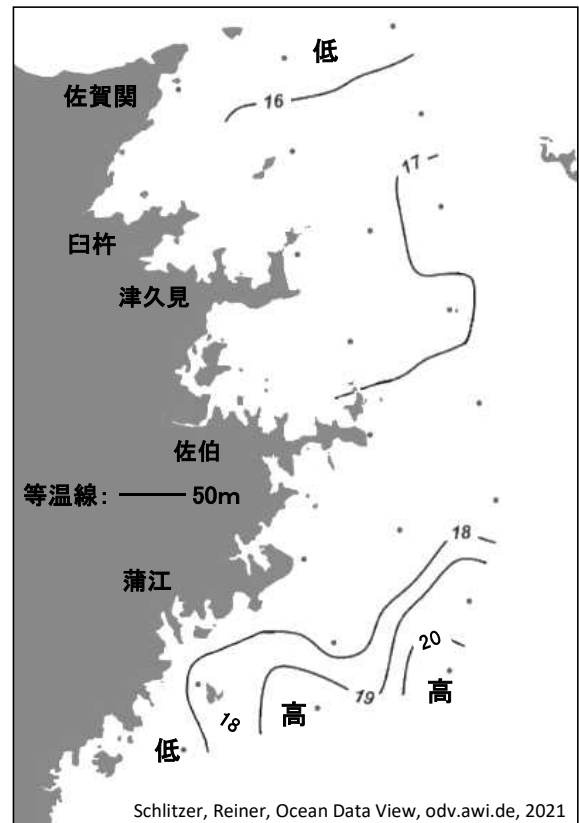 低
佐賀関
16
17
臼杵
津久見
佐伯
等温線: 50m
18
蒲江
20
19
高
高
18
低
Schlitzer, Reiner, Ocean Data View, odv.awi.de, 2021